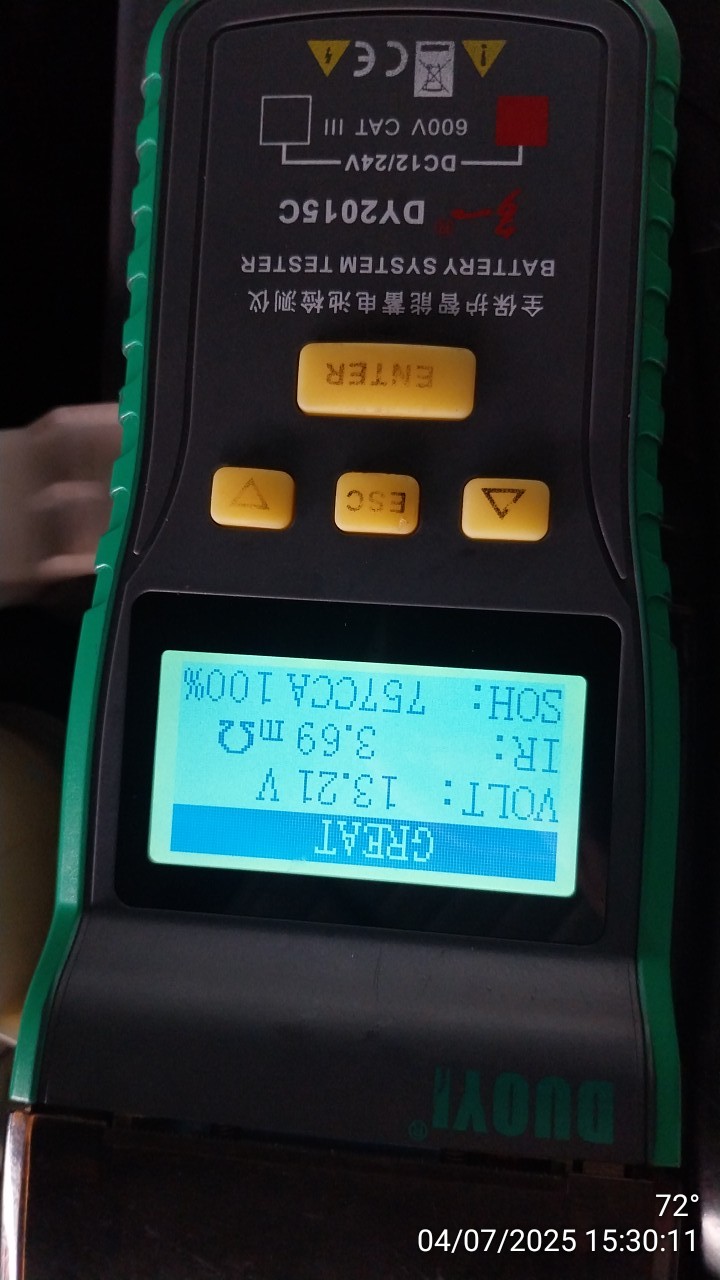 DUOYI®
GREAT
VOLT: 13.21 V
IR: 3.69 mΩ
SOH: 757CCA 100%
ESC
ENTER
全保护智能蓄电池检测仪
BATTERY SYSTEM TESTER
DY2015C
DC12/24V
600V CAT III
CE
72°
04/07/2025 15:30:11